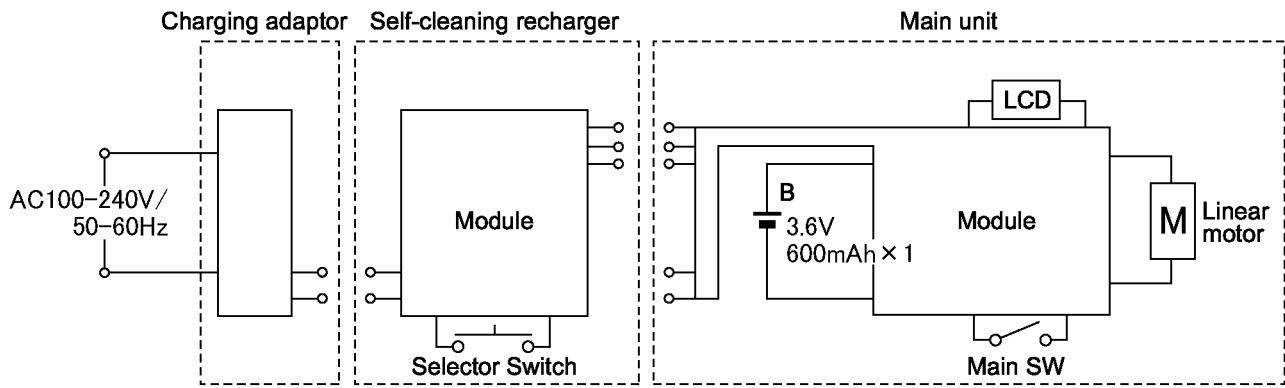 Charging adaptor
Self-cleaning recharger
Main unit
LCD
AC100-240V/
50-60Hz
Module
B
3.6V
600mAh×1
Module
M
Linear
motor
Selector Switch
Main SW